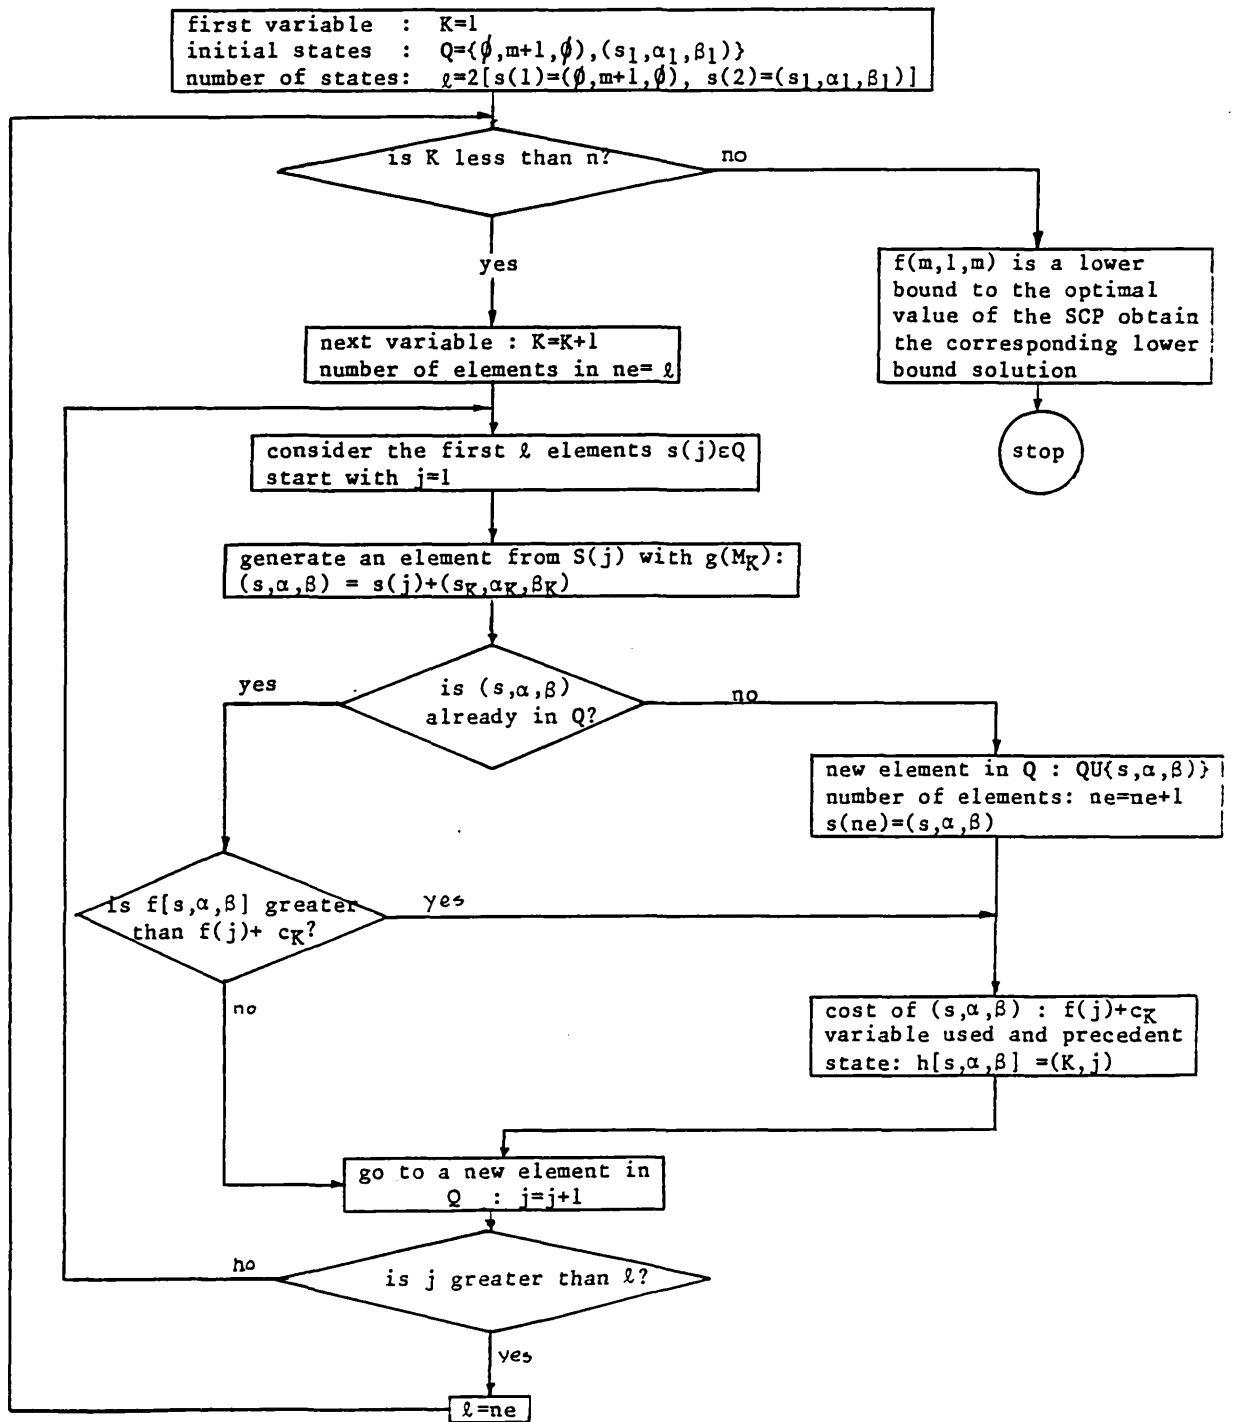 first variable : K=1
initial states : Q={∅,m+1,∅),(s1,α1,β1)}
number of states: ℓ=2[s(1)=(∅,m+1,∅), s(2)=(s1,α1,β1)]
is K less than n?
no
yes
f(m,1,m) is a lower
bound to the optimal
value of the SCP obtain
the corresponding lower
bound solution
next variable : K=K+1
number of elements in ne= ℓ
stop
consider the first ℓ elements s(j)εQ
start with j=1
generate an element from S(j) with g(MK):
(s,α,β) = s(j)+(sK,αK,βK)
is (s,α,β)
already in Q?
yes
no
new element in Q : QU{s,α,β)}
number of elements: ne=ne+1
s(ne)=(s,α,β)
is f[s,α,β] greater
than f(j)+ cK?
yes
no
cost of (s,α,β) : f(j)+cK
variable used and precedent
state: h[s,α,β] =(K,j)
go to a new element in
Q : j=j+1
is j greater than ℓ?
no
yes
ℓ=ne